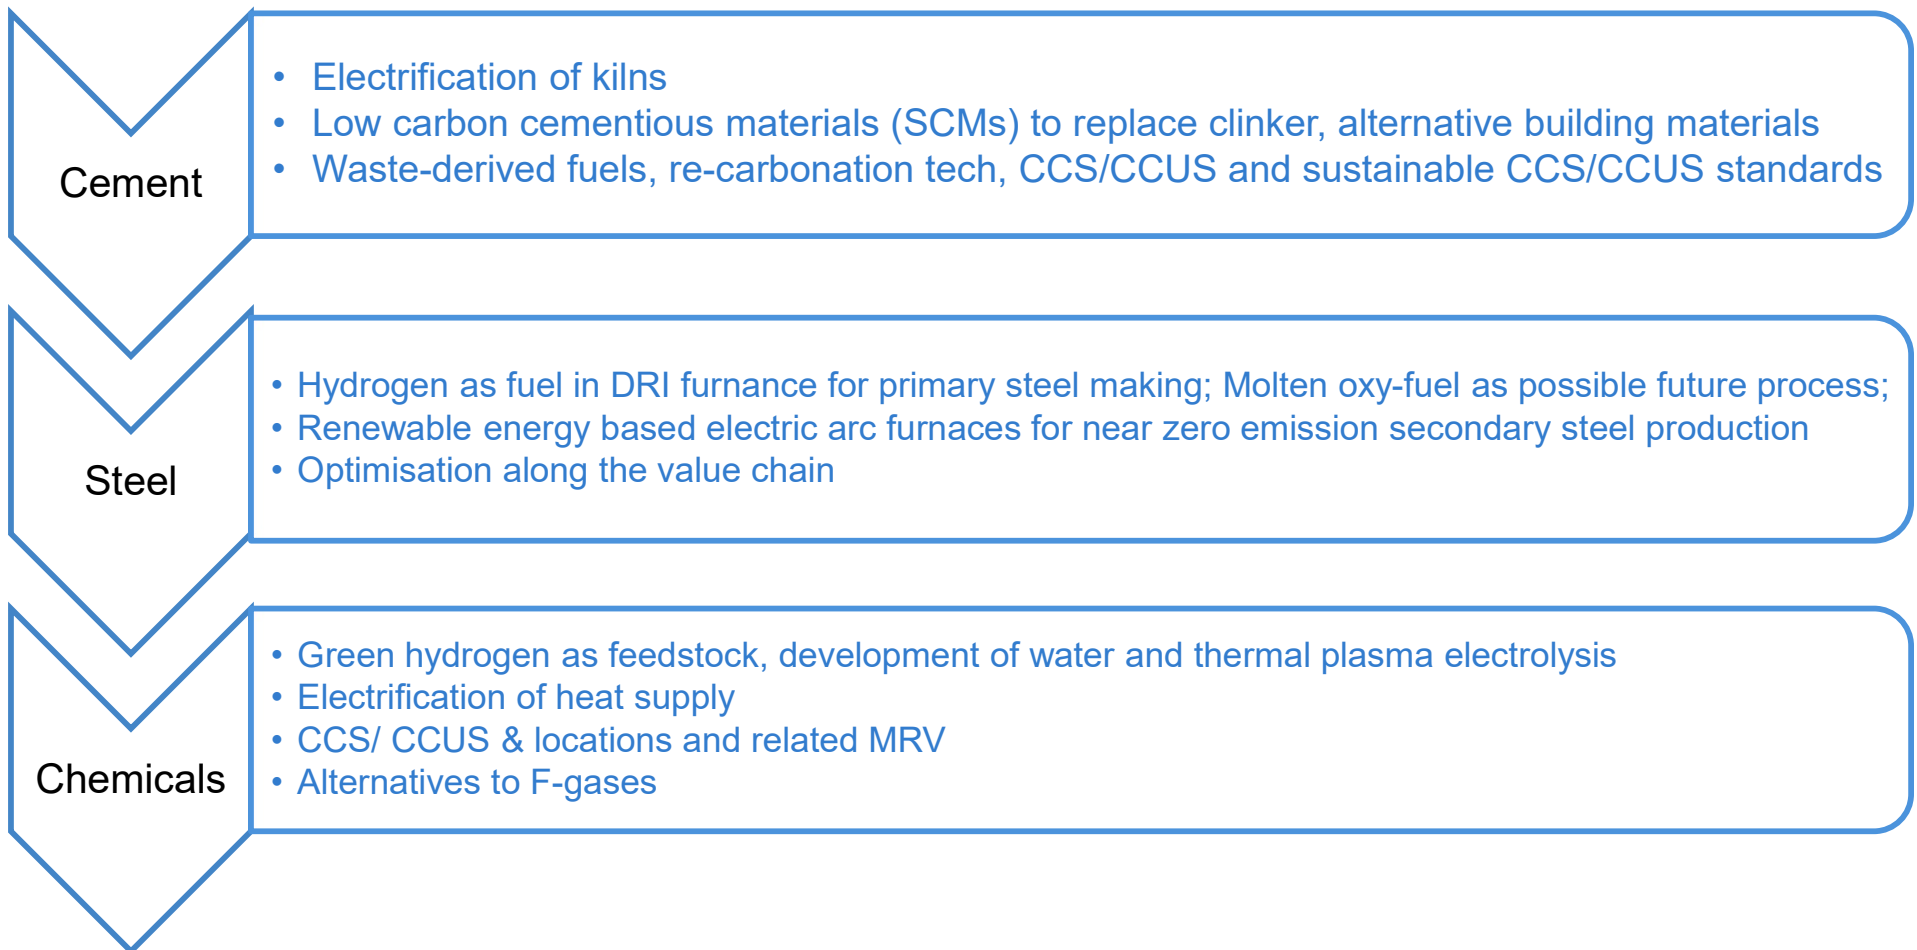 Cement
• Electrification of kilns
• Low carbon cementious materials (SCMs) to replace clinker, alternative building materials
• Waste-derived fuels, re-carbonation tech, CCS/CCUS and sustainable CCS/CCUS standards
Steel
• Hydrogen as fuel in DRI furnance for primary steel making; Molten oxy-fuel as possible future process;
• Renewable energy based electric arc furnaces for near zero emission secondary steel production
• Optimisation along the value chain
Chemicals
• Green hydrogen as feedstock, development of water and thermal plasma electrolysis
• Electrification of heat supply
• CCS/ CCUS & locations and related MRV
• Alternatives to F-gases